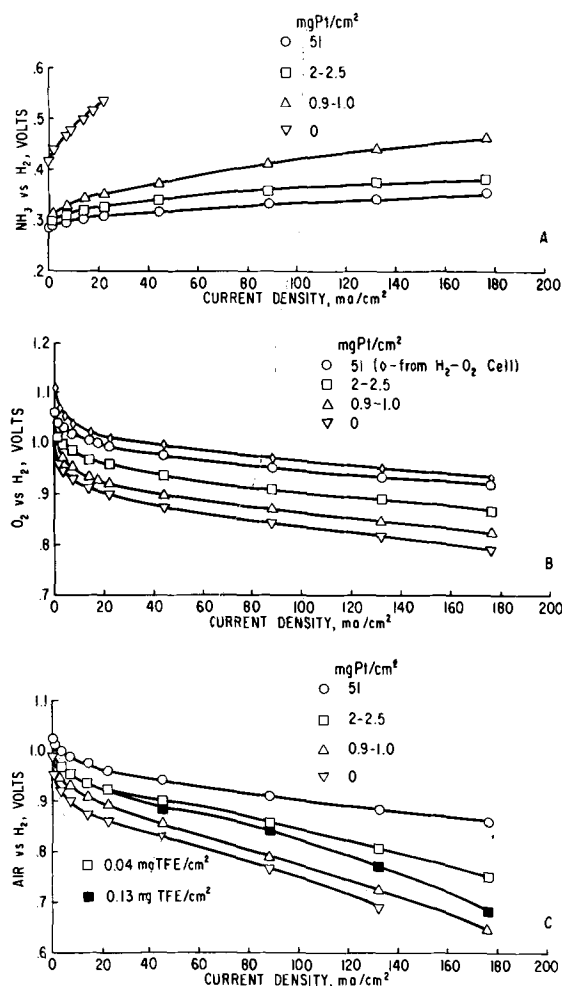 A
mgPt/cm²
○ 51
□ 2-2.5
△ 0.9-1.0
▽ 0
.6
.5
.4
.3
.2
NH₃ vs H₂, VOLTS
0 20 40 60 80 100 120 140 160 180 200
CURRENT DENSITY, ma/cm²
A
mgPt/cm²
○ 51 (◊-from H₂-O₂ Cell)
□ 2-2.5
△ 0.9-1.0
▽ 0
1.2
1.1
1.0
.9
.8
.7
O₂ vs H₂, VOLTS
0 20 40 60 80 100 120 140 160 180 200
CURRENT DENSITY, ma/cm²
B
mgPt/cm²
○ 51
□ 2-2.5
△ 0.9-1.0
▽ 0
1.1
1.0
.9
.8
.7
.6
AIR vs H₂, VOLTS
□ 0.04 mg TFE/cm²
■ 0.13 mg TFE/cm²
0 20 40 60 80 100 120 140 160 180 200
CURRENT DENSITY, ma/cm²
C